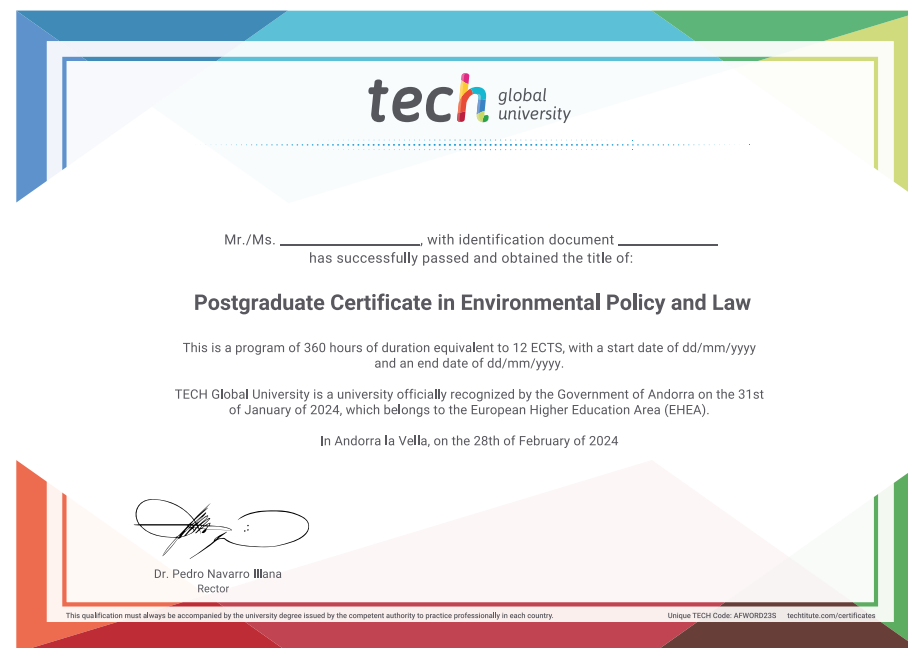 tech global university
Mr./Ms. ____________, with identification document ____________
has successfully passed and obtained the title of:
Postgraduate Certificate in Environmental Policy and Law
This is a program of 360 hours of duration equivalent to 12 ECTS, with a start date of dd/mm/yyyy
and an end date of dd/mm/yyyy.
TECH Global University is a university officially recognized by the Government of Andorra on the 31st
of January of 2024, which belongs to the European Higher Education Area (EHEA).
In Andorra la Vella, on the 28th of February of 2024
Dr. Pedro Navarro Illana
Rector
This qualification must always be accompanied by the university degree issued by the competent authority to practice professionally in each country.
Unique TECH Code: AFWORD23S techtitute.com/certificates